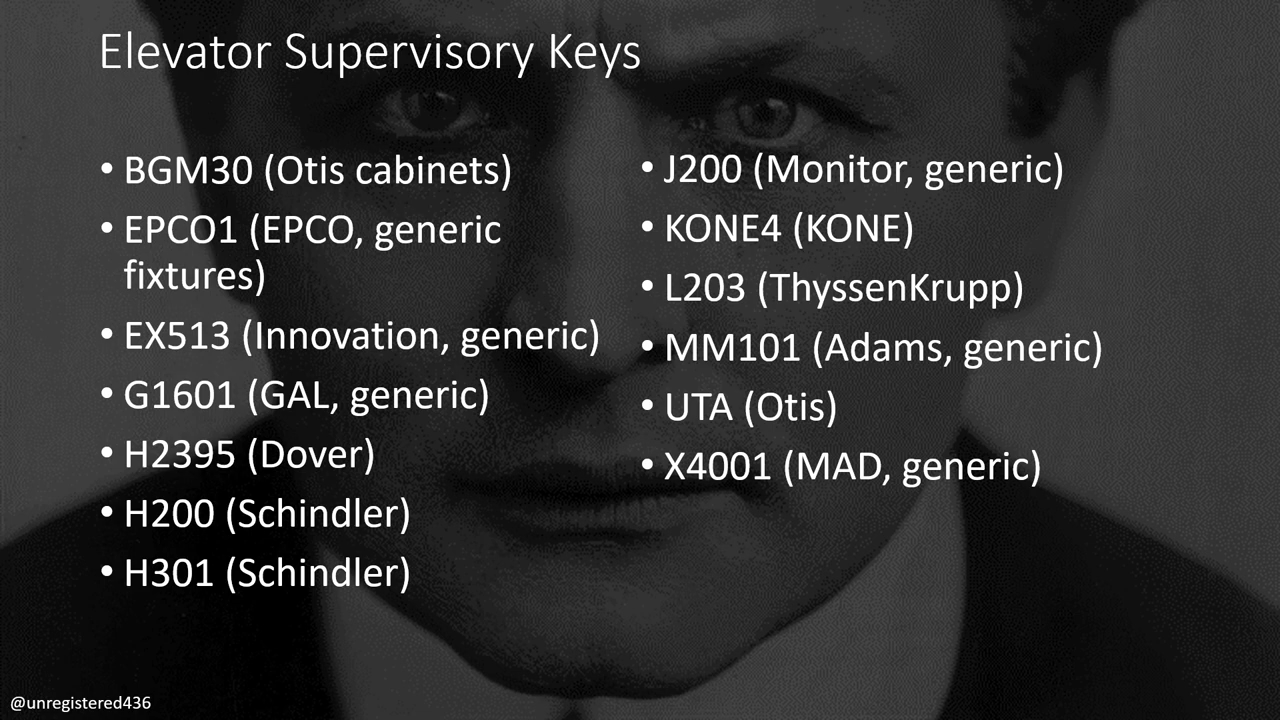 Elevator Supervisory Keys
• BGM30 (Otis cabinets)
• EPCO1 (EPCO, generic
fixtures)
• EX513 (Innovation, generic)
• G1601 (GAL, generic)
• H2395 (Dover)
• H200 (Schindler)
• H301 (Schindler)
• J200 (Monitor, generic)
• KONE4 (KONE)
• L203 (ThyssenKrupp)
• MM101 (Adams, generic)
• UTA (Otis)
• X4001 (MAD, generic)
@unregistered436